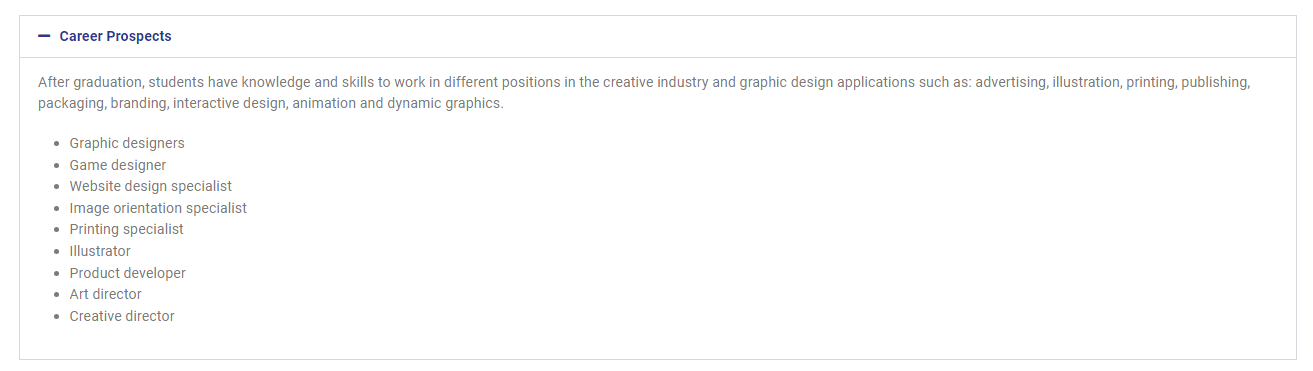 Career Prospects
After graduation, students have knowledge and skills to work in different positions in the creative industry and graphic design applications such as: advertising, illustration, printing, publishing,
packaging, branding, interactive design, animation and dynamic graphics.
Graphic designers
Game designer
Website design specialist
Image orientation specialist
Printing specialist
Illustrator
Product developer
Art director
Creative director